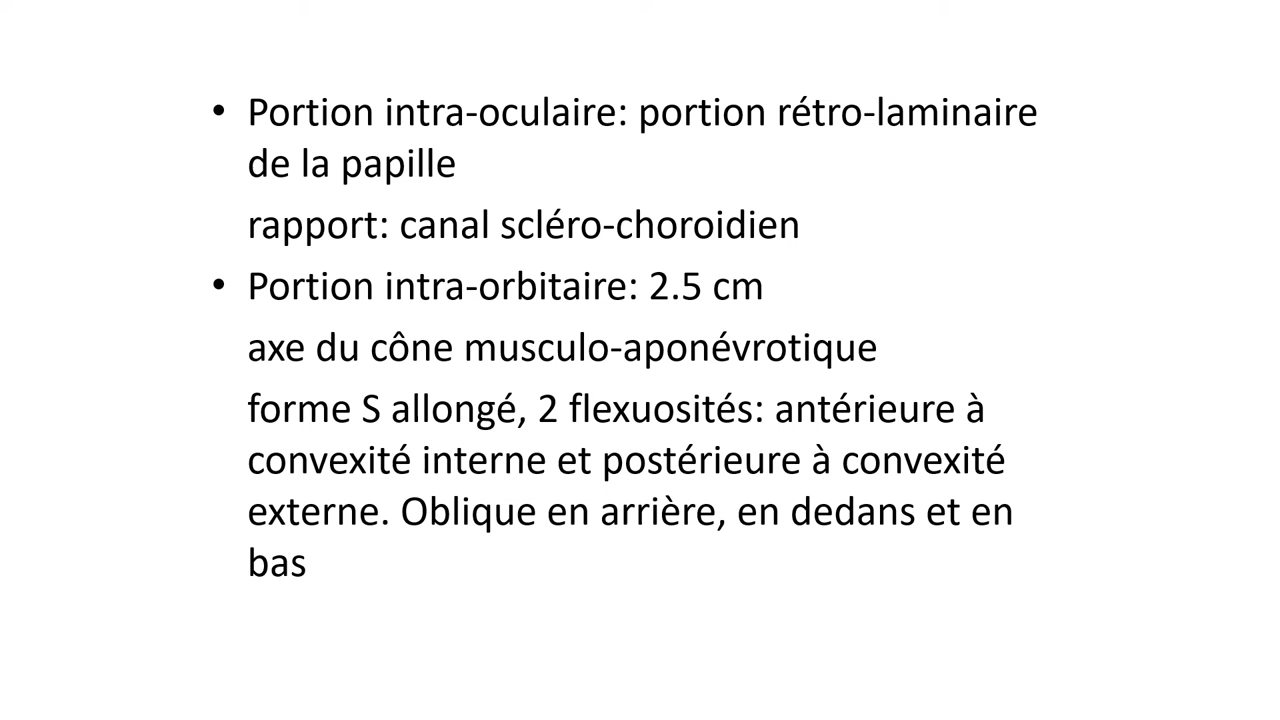 • Portion intra-oculaire: portion rétro-laminaire
de la papille
rapport: canal scléro-choroidien
• Portion intra-orbitaire: 2.5 cm
axe du cône musculo-aponévrotique
forme S allongé, 2 flexuosités: antérieure à
convexité interne et postérieure à convexité
externe. Oblique en arrière, en dedans et en
bas